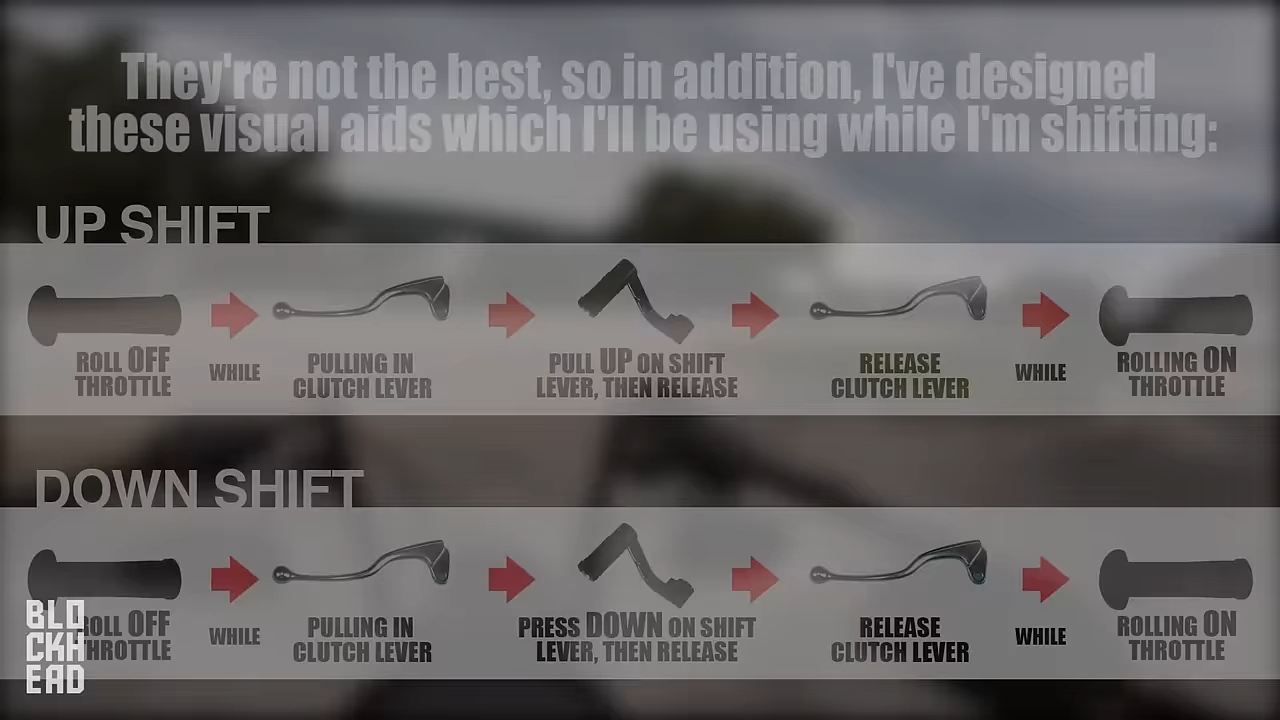 They're not the best, so in addition, I've designed
these visual aids which I'll be using while I'm shifting:
UP SHIFT
ROLL OFF
THROTTLE
WHILE
PULLING IN
CLUTCH LEVER
PULL UP ON SHIFT
LEVER, THEN RELEASE
RELEASE
CLUTCH LEVER
WHILE
ROLLING ON
THROTTLE
DOWN SHIFT
ROLL OFF
THROTTLE
WHILE
PULLING IN
CLUTCH LEVER
PRESS DOWN ON SHIFT
LEVER, THEN RELEASE
RELEASE
CLUTCH LEVER
WHILE
ROLLING ON
THROTTLE
BLO
CKH
EAD